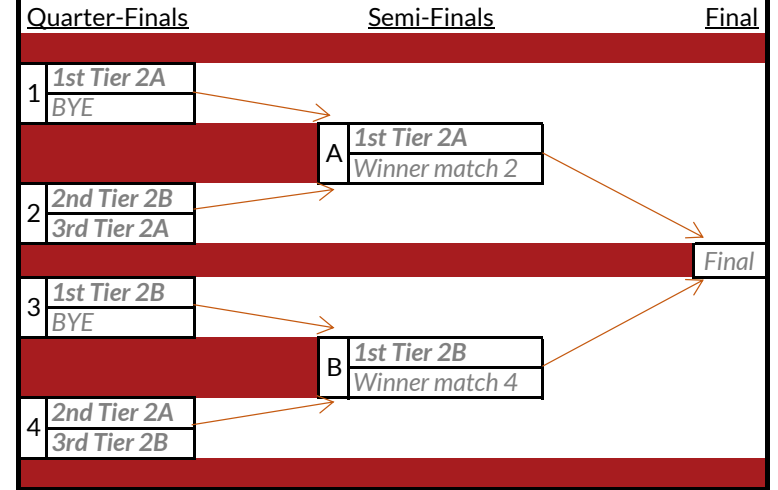 Quarter-Finals Semi-Finals Final
1 1st Tier 2A
BYE
A 1st Tier 2A
Winner match 2
2 2nd Tier 2B
3rd Tier 2A
Final
3 1st Tier 2B
BYE
B 1st Tier 2B
Winner match 4
4 2nd Tier 2A
3rd Tier 2B